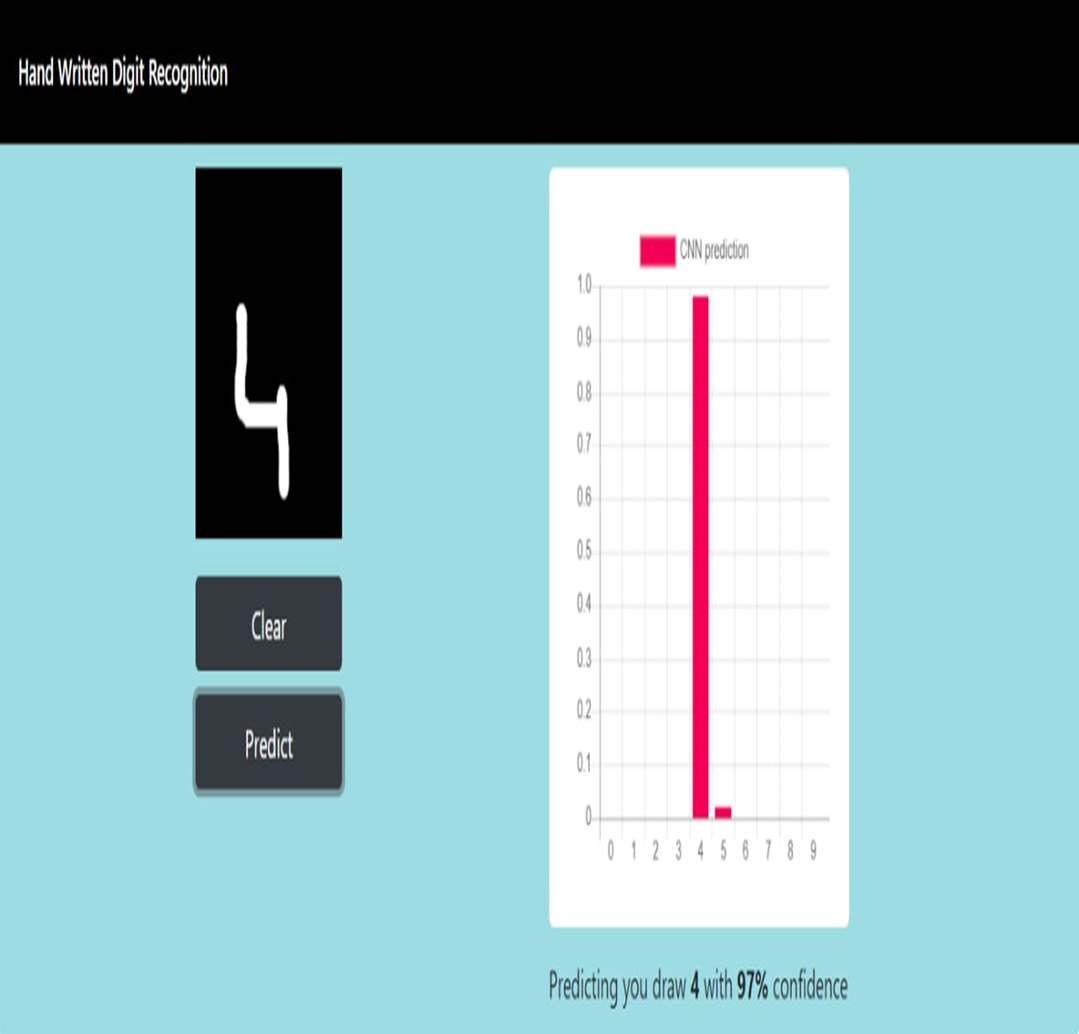 Hand Written Digit Recognition
4
Clear
Predict
CNN prediction
1.0
0.9
0.8
0.7
0.6
0.5
0.4
0.3
0.2
0.1
0
0 1 2 3 4 5 6 7 8 9
Predicting you draw 4 with 97% confidence